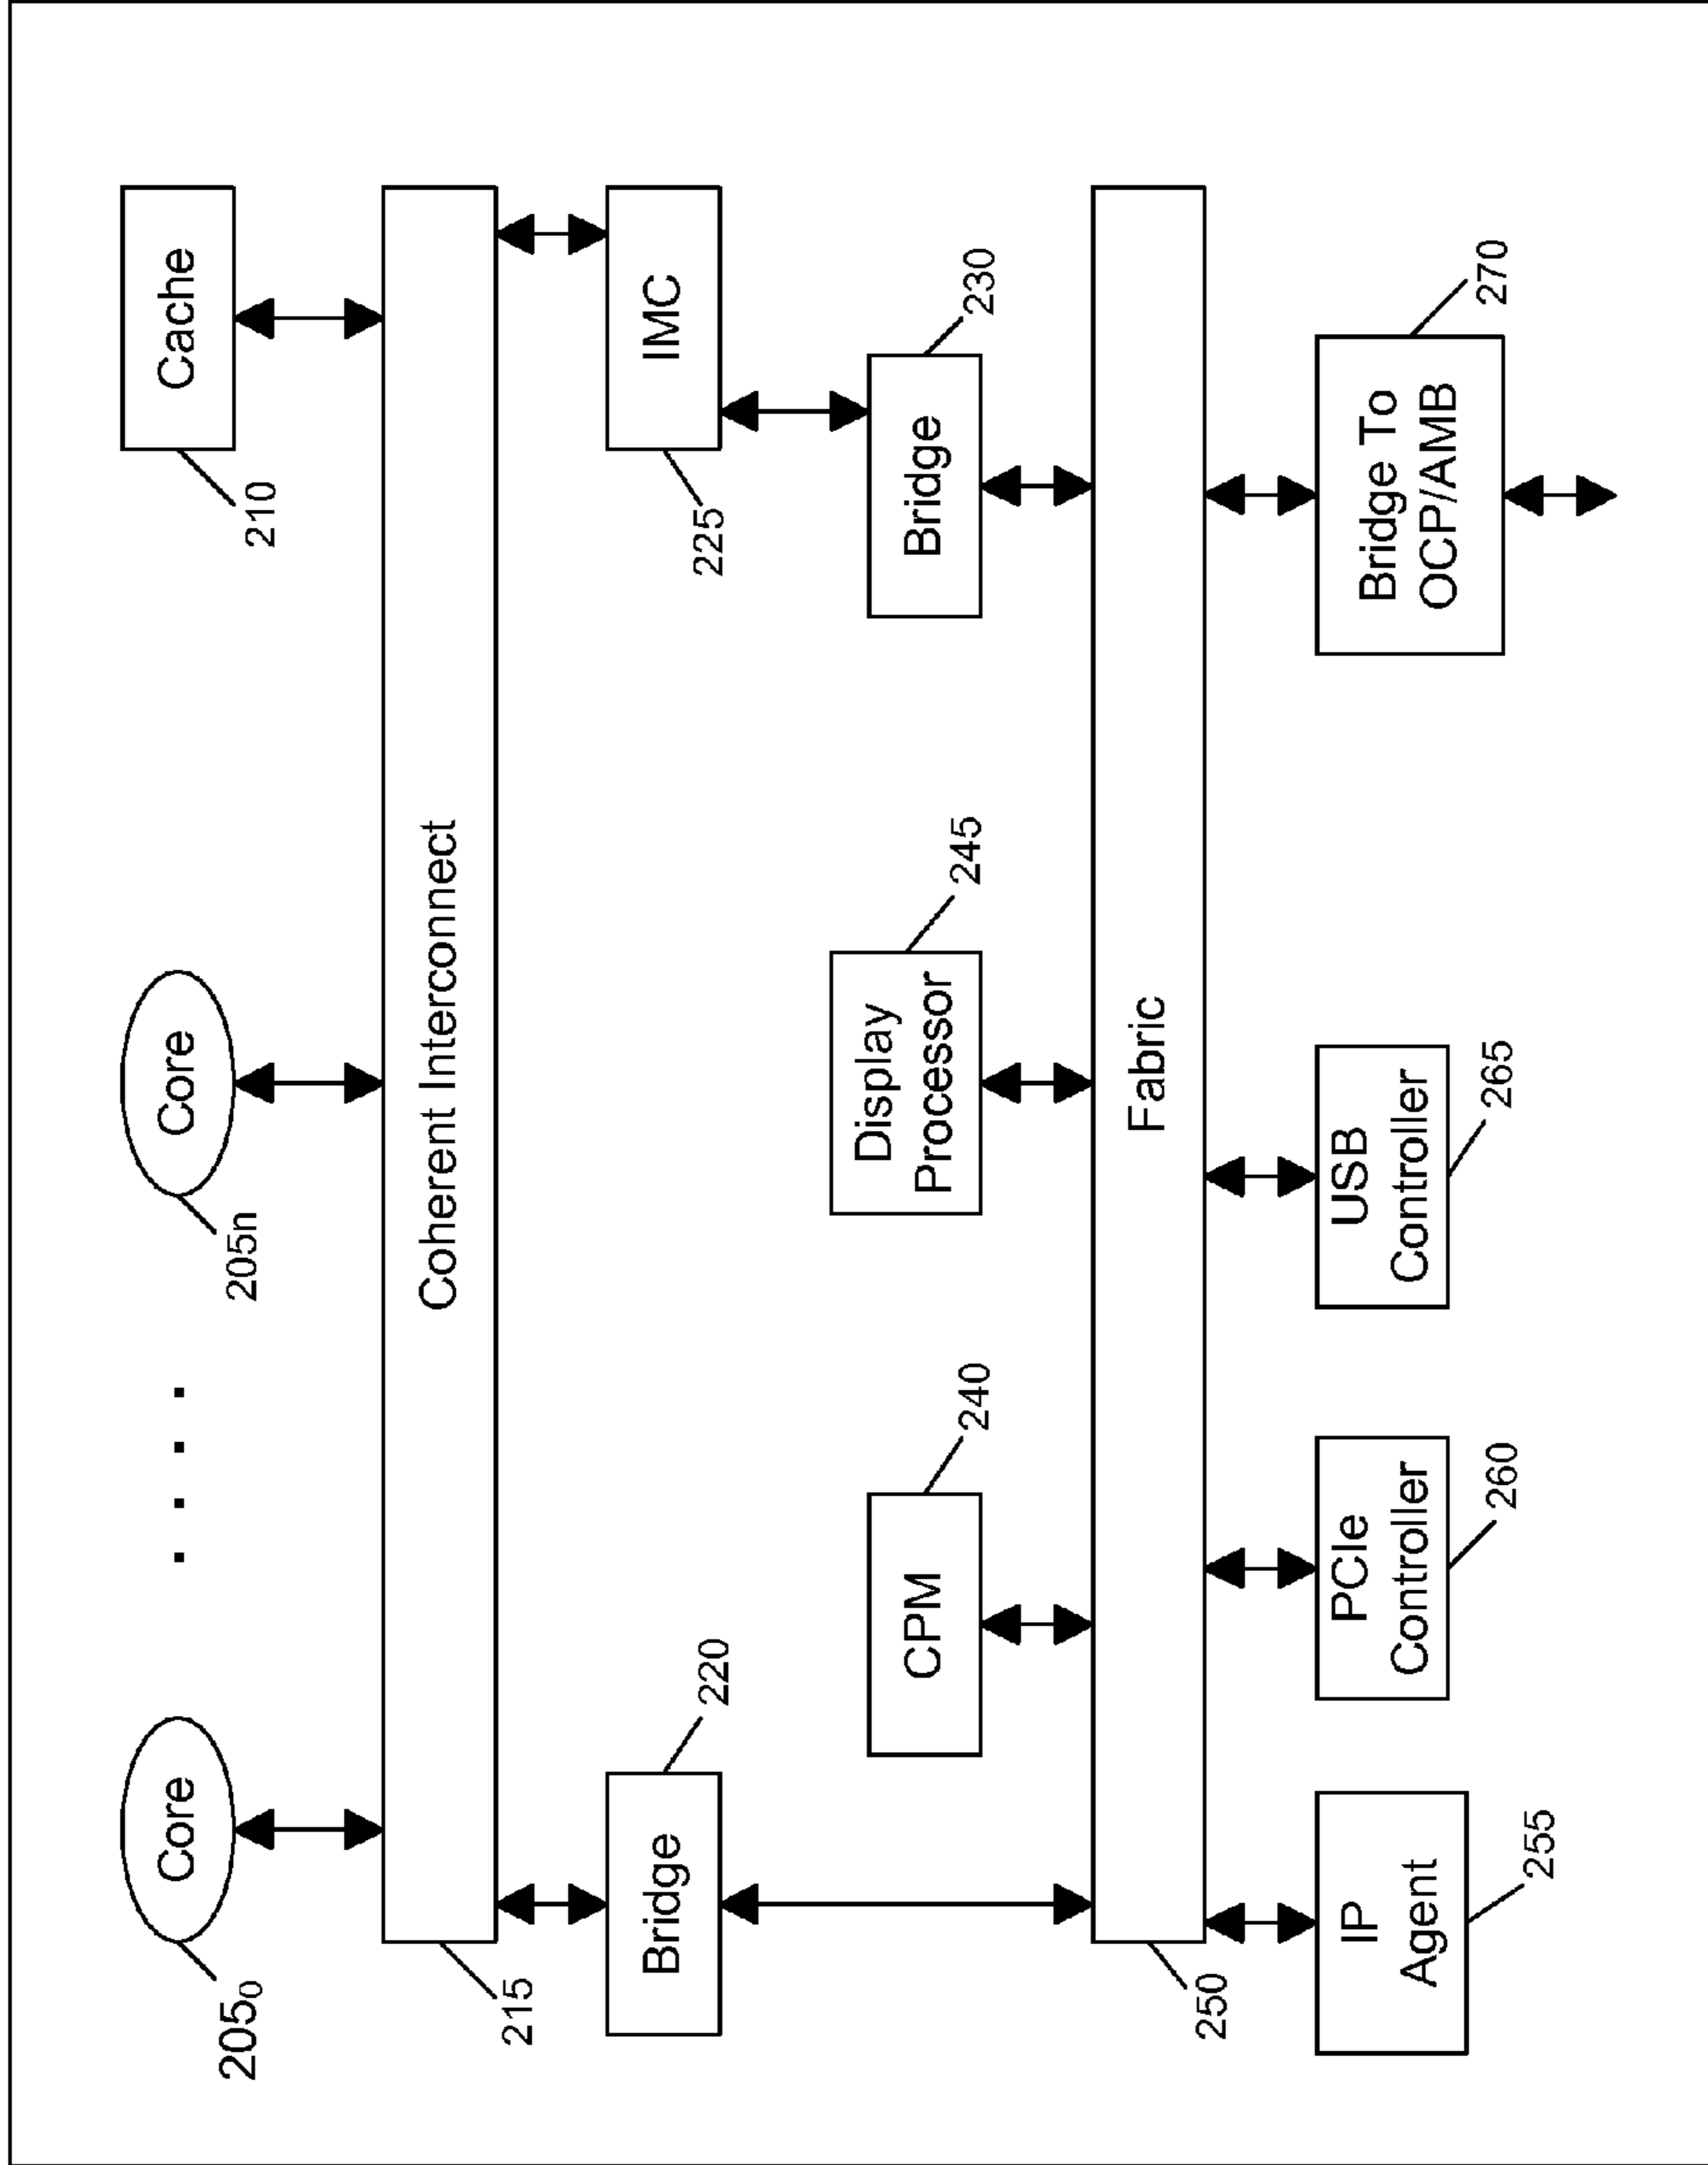 Core
. . . .
Core
Cache
205₀
205n
210
Coherent Interconnect
215
Bridge
220
IMC
225
CPM
240
Display
Processor
245
Bridge
230
Fabric
250
IP
Agent
255
PCIe
Controller
260
USB
Controller
265
Bridge To
OCP/AMB
270